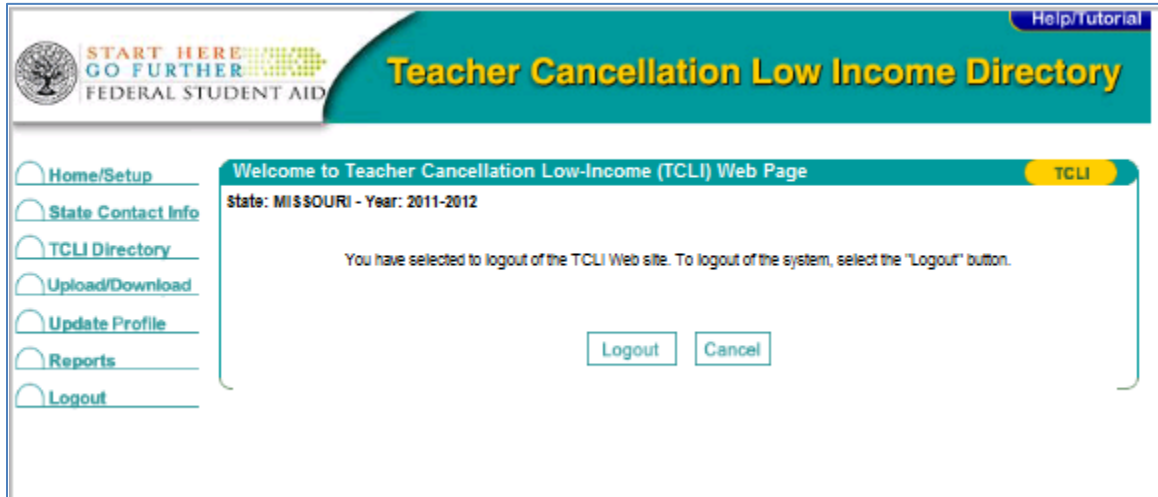 Help/Tutorial
START HERE
GO FURTHER
FEDERAL STUDENT AID
Teacher Cancellation Low Income Directory
Home/Setup
State Contact Info
TCLI Directory
Upload/Download
Update Profile
Reports
Logout
Welcome to Teacher Cancellation Low-Income (TCLI) Web Page
TCLI
State: MISSOURI - Year: 2011-2012
You have selected to logout of the TCLI Web site. To logout of the system, select the "Logout" button.
Logout Cancel